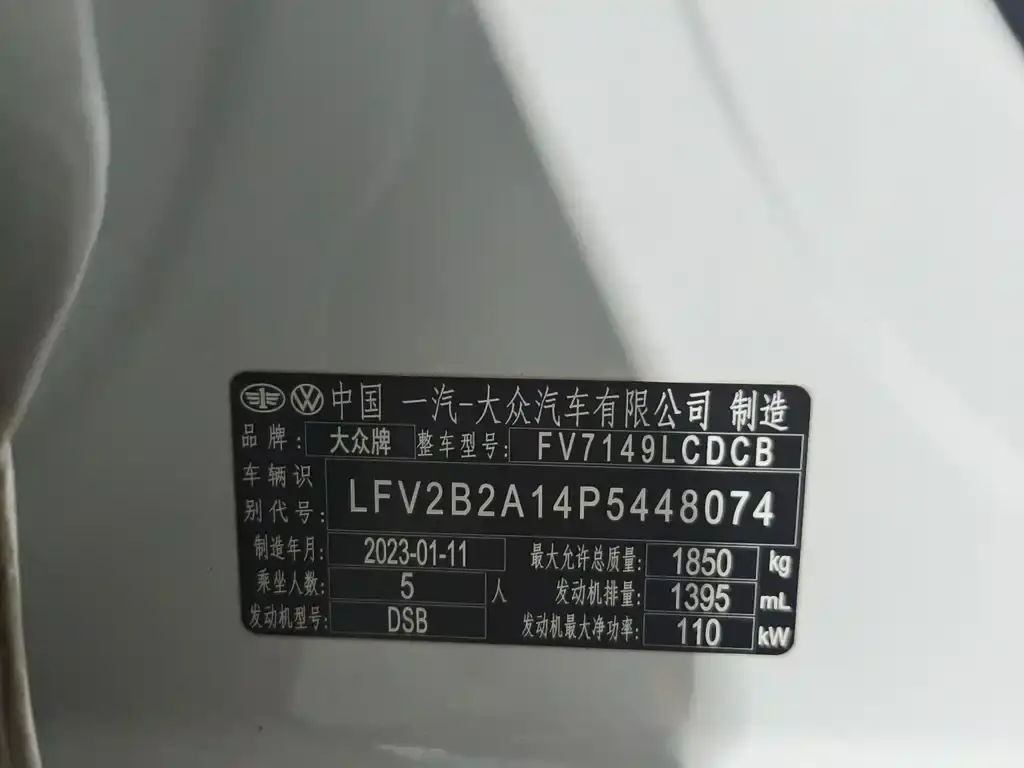 中国 一汽-大众汽车有限公司 制造
品牌: 大众牌 整车型号: FV7149LCDCB
车辆识别代号: LFV2B2A14P5448074
制造年月: 2023-01-11 最大允许总质量: 1850 kg
乘坐人数: 5 人 发动机排量: 1395 mL
发动机型号: DSB 发动机最大净功率: 110 kW